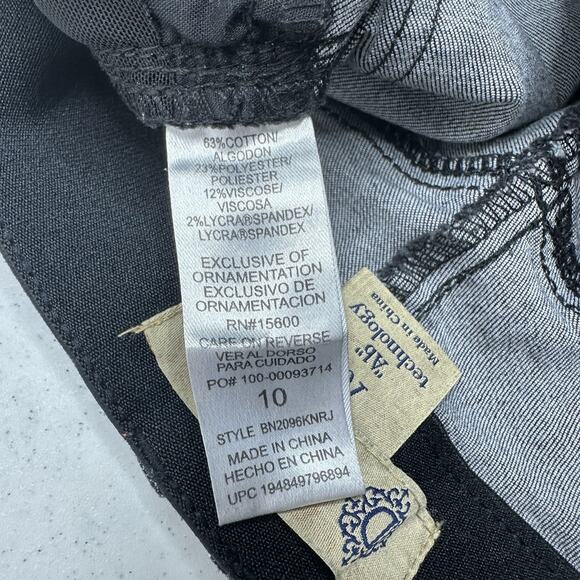 63%COTTON/
ALGODON
23%POLYESTER/
POLIESTER
12%VISCOSE/
VISCOSA
2%LYCRA®SPANDEX/
LYCRA®SPANDEX
EXCLUSIVE OF
ORNAMENTATION
EXCLUSIVO DE
ORNAMENTACION
RN#15600
CARE ON REVERSE
VER AL DORSO
PARA CUIDADO
PO# 100-00093714
10
STYLE BN2096KNRJ
MADE IN CHINA
HECHO EN CHINA
UPC 194849796894
"Ab"
technology
Made in China